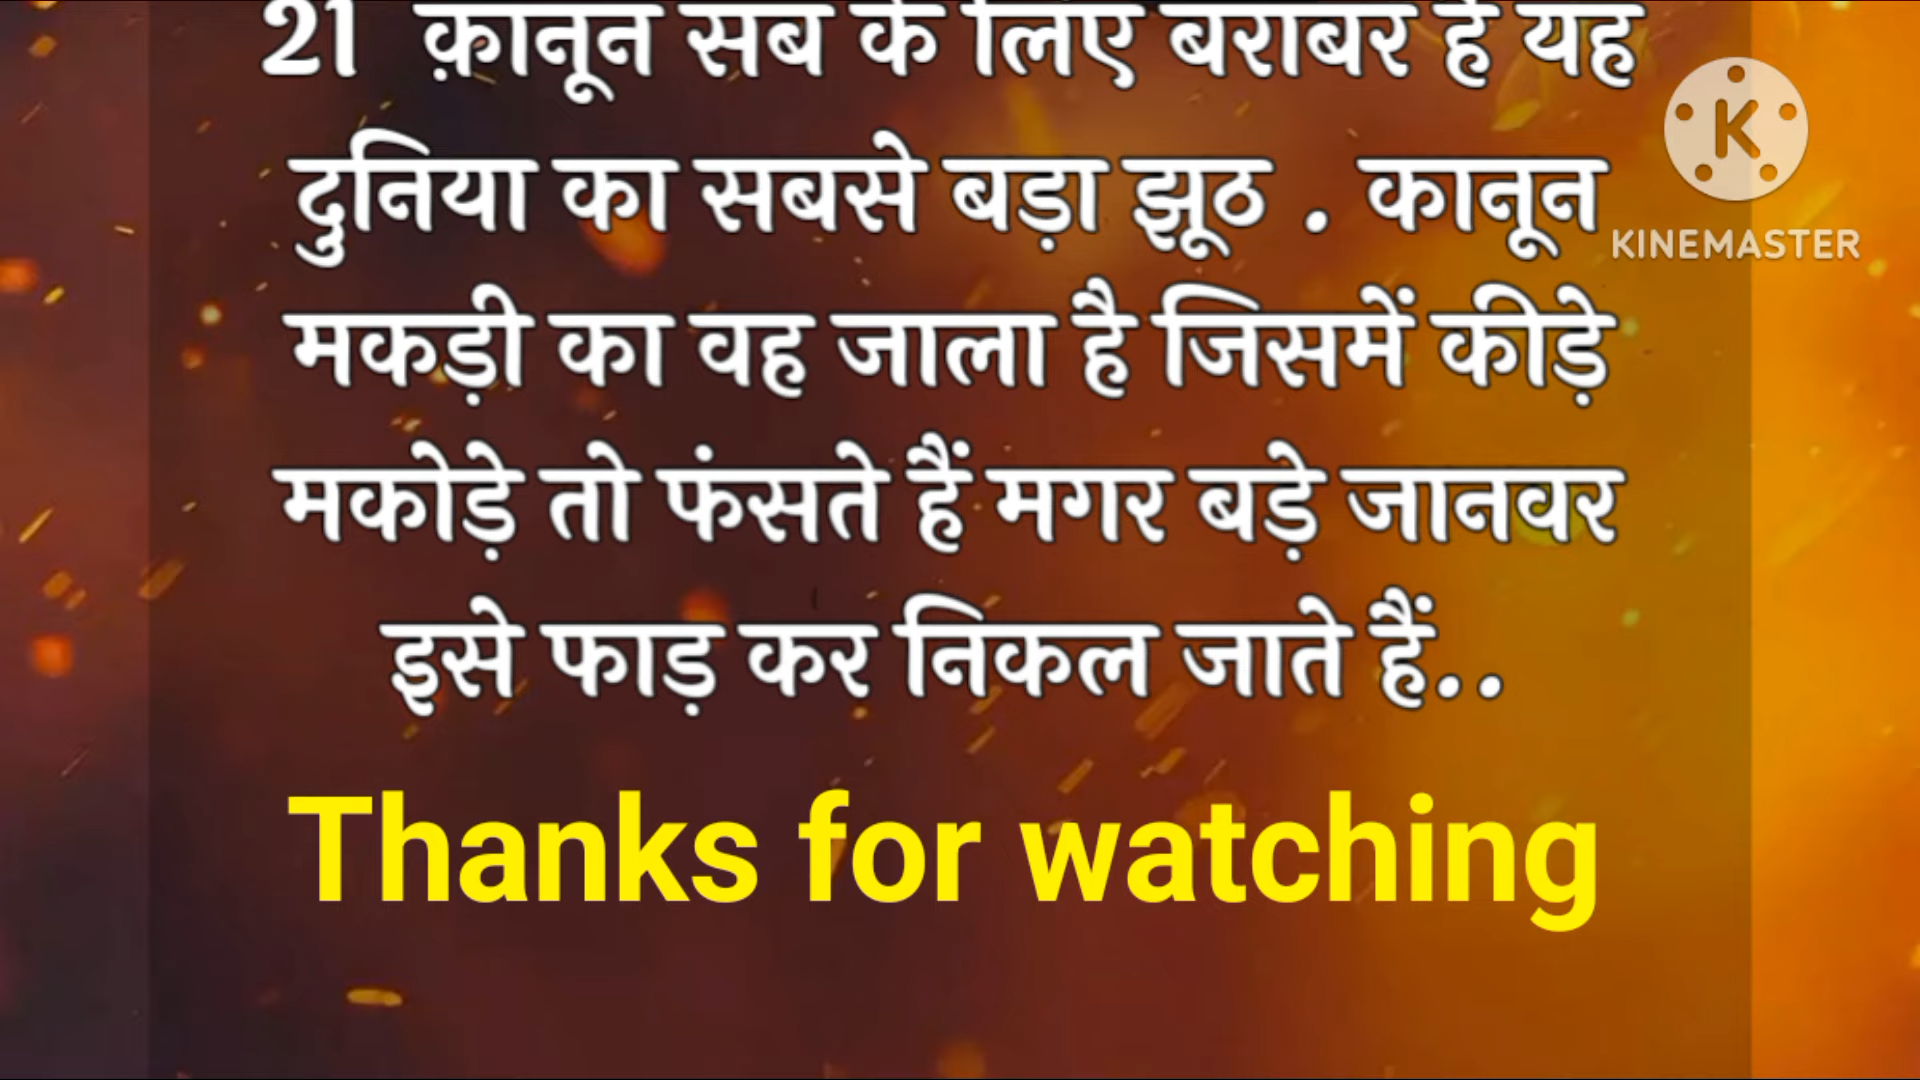 21 क़ानून सब के लिए बराबर है यह
दुनिया का सबसे बड़ा झूठ . कानून
मकड़ी का वह जाला है जिसमें कीड़े
मकोड़े तो फंसते हैं मगर बड़े जानवर
इसे फाड़ कर निकल जाते हैं..
Thanks for watching
K
KINEMASTER